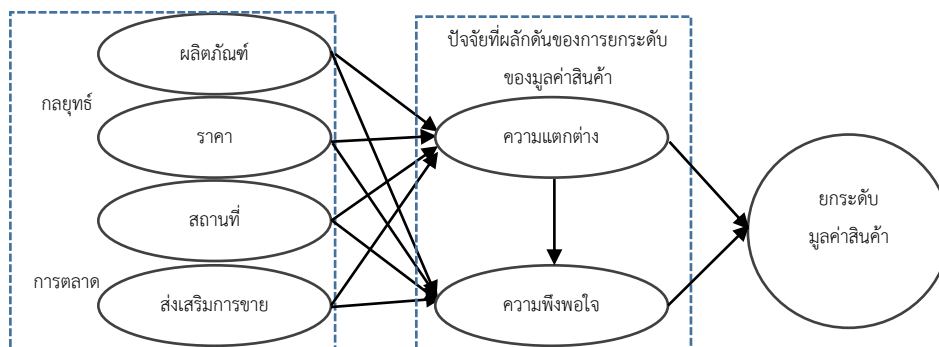 กลยุทธ์
การตลาด
ผลิตภัณฑ์
ราคา
สถานที่
ส่งเสริมการขาย
ปัจจัยที่ผลักดันของการยกระดับ
ของมูลค่าสินค้า
ความแตกต่าง
ความพึงพอใจ
ยกระดับ
มูลค่าสินค้า